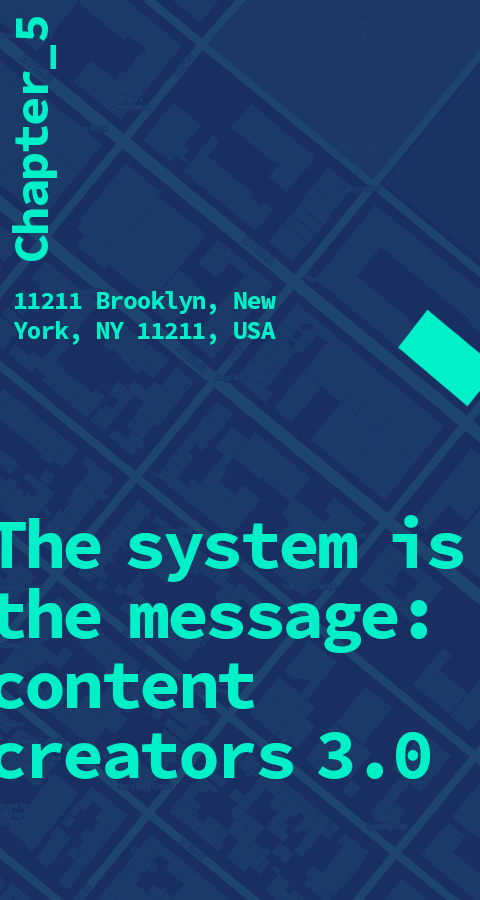 Chapter_5
11211 Brooklyn, New
York, NY 11211, USA
The system is
the message:
content
creators 3.0